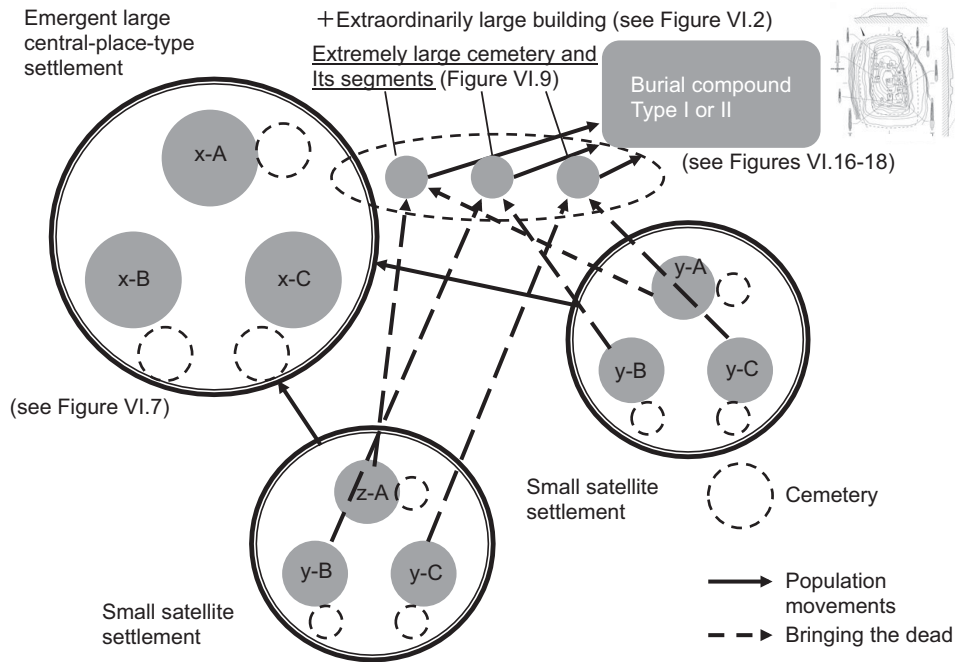 Emergent large
central-place-type
settlement
+Extraordinarily large building (see Figure VI.2)
Extremely large cemetery and
Its segments (Figure VI.9)
Burial compound
Type I or II
(see Figures VI.16-18)
x-A
x-B
x-C
(see Figure VI.7)
y-A
y-B
y-C
Small satellite
settlement
z-A
y-B
y-C
Small satellite
settlement
Cemetery
Population
movements
Bringing the dead